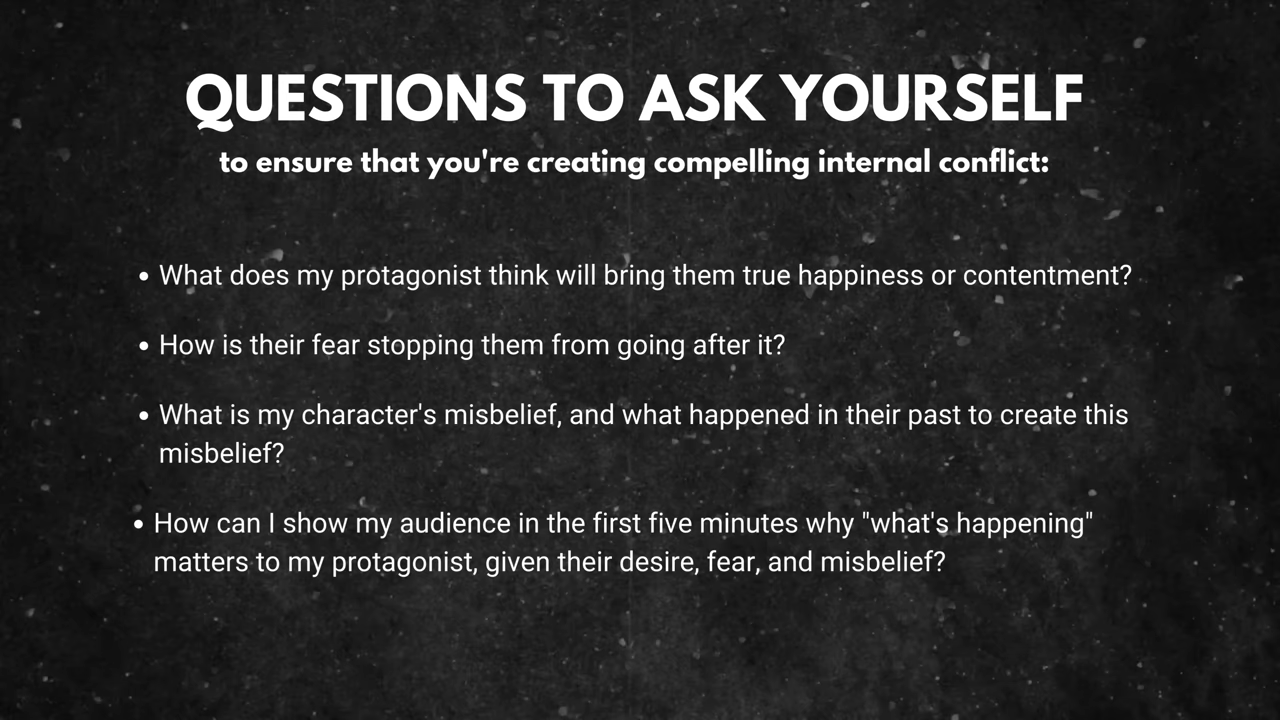 QUESTIONS TO ASK YOURSELF
to ensure that you're creating compelling internal conflict:
• What does my protagonist think will bring them true happiness or contentment?
• How is their fear stopping them from going after it?
• What is my character's misbelief, and what happened in their past to create this
misbelief?
• How can I show my audience in the first five minutes why "what's happening"
matters to my protagonist, given their desire, fear, and misbelief?